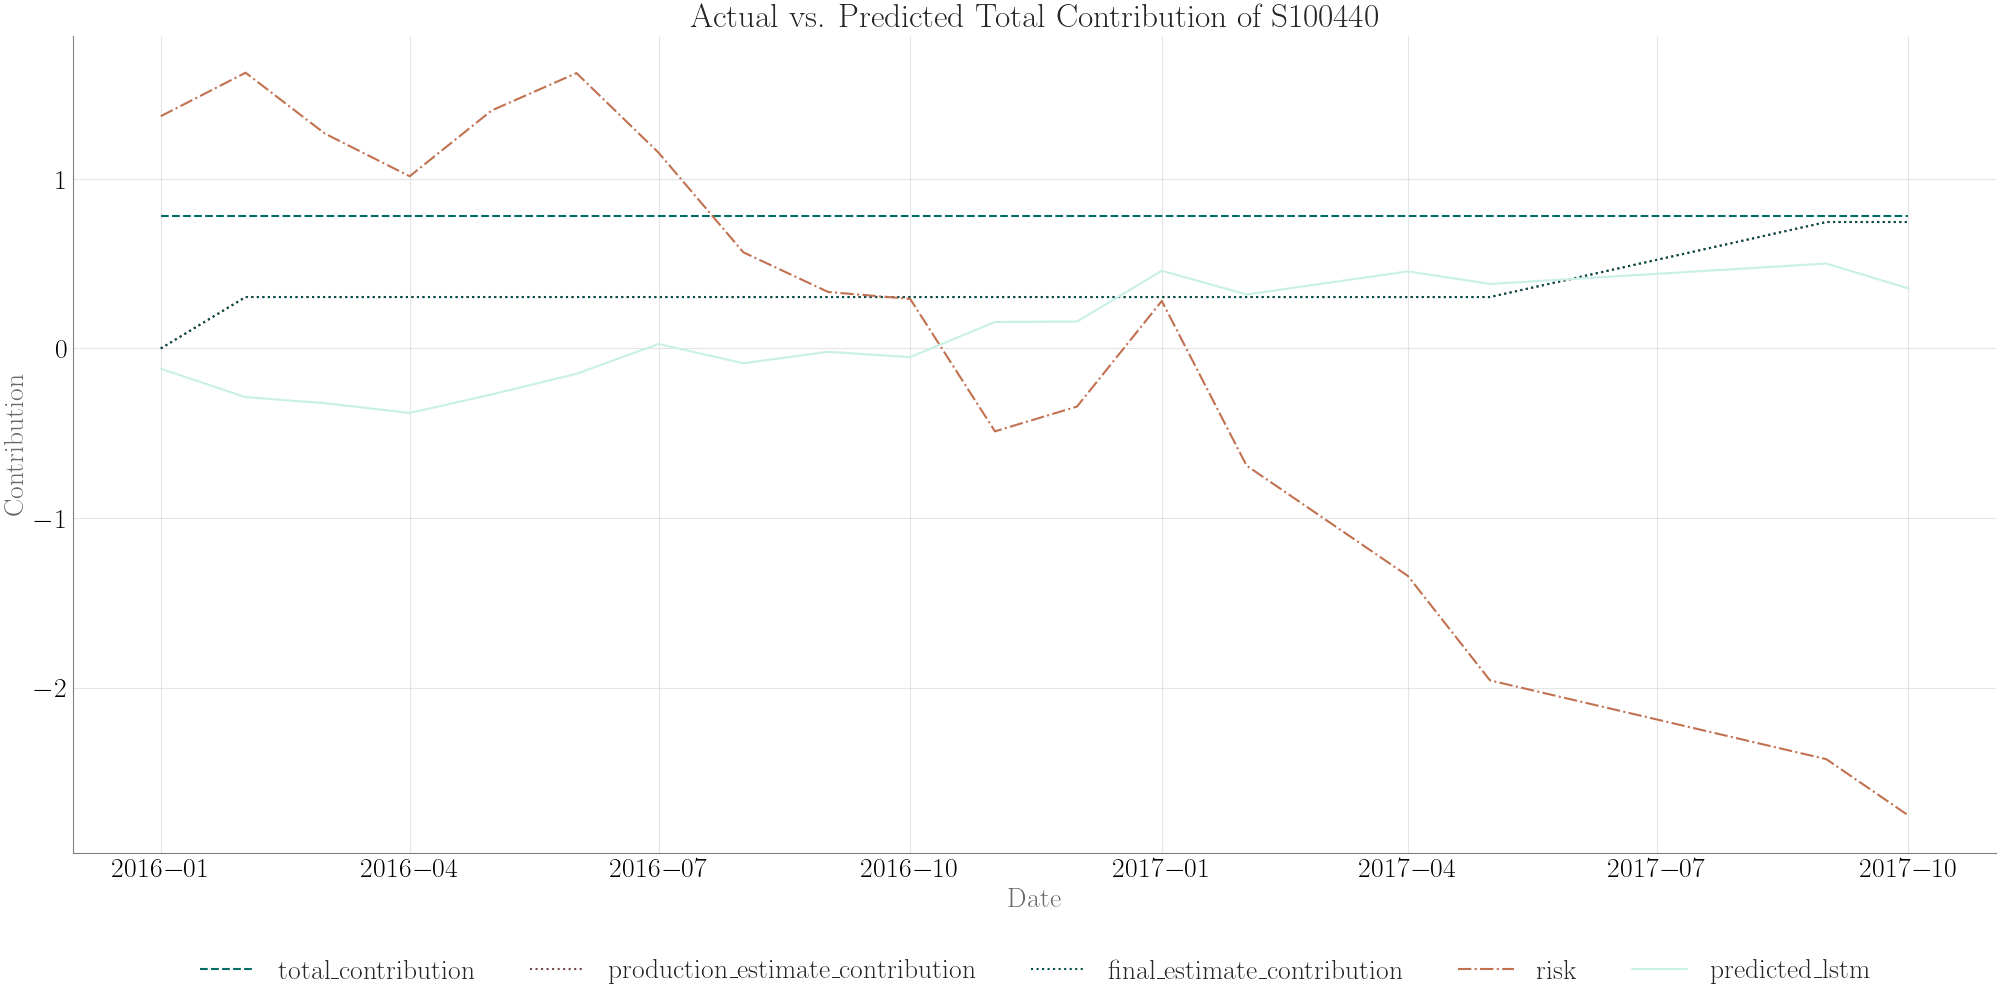 Actual vs. Predicted Total Contribution of S100440
Contribution
1
0
−1
−2
2016−01 2016−04 2016−07 2016−10 2017−01 2017−04 2017−07 2017−10
Date
total_contribution production_estimate_contribution final_estimate_contribution risk predicted_lstm